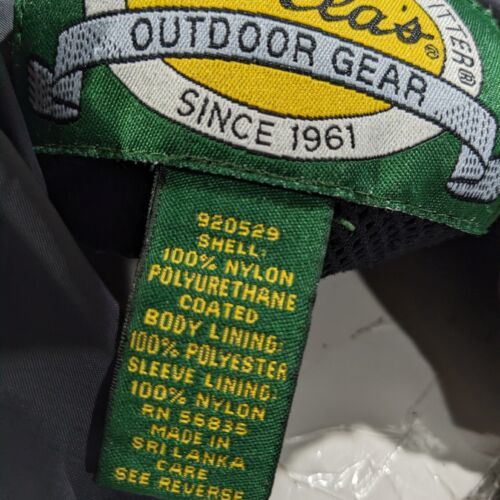 OUTDOOR GEAR
SINCE 1961
920529
SHELL:
100% NYLON
POLYURETHANE
COATED
BODY LINING:
100% POLYESTER
SLEEVE LINING:
100% NYLON
RN 55835
MADE IN
SRI LANKA
CARE
SEE REVERSE